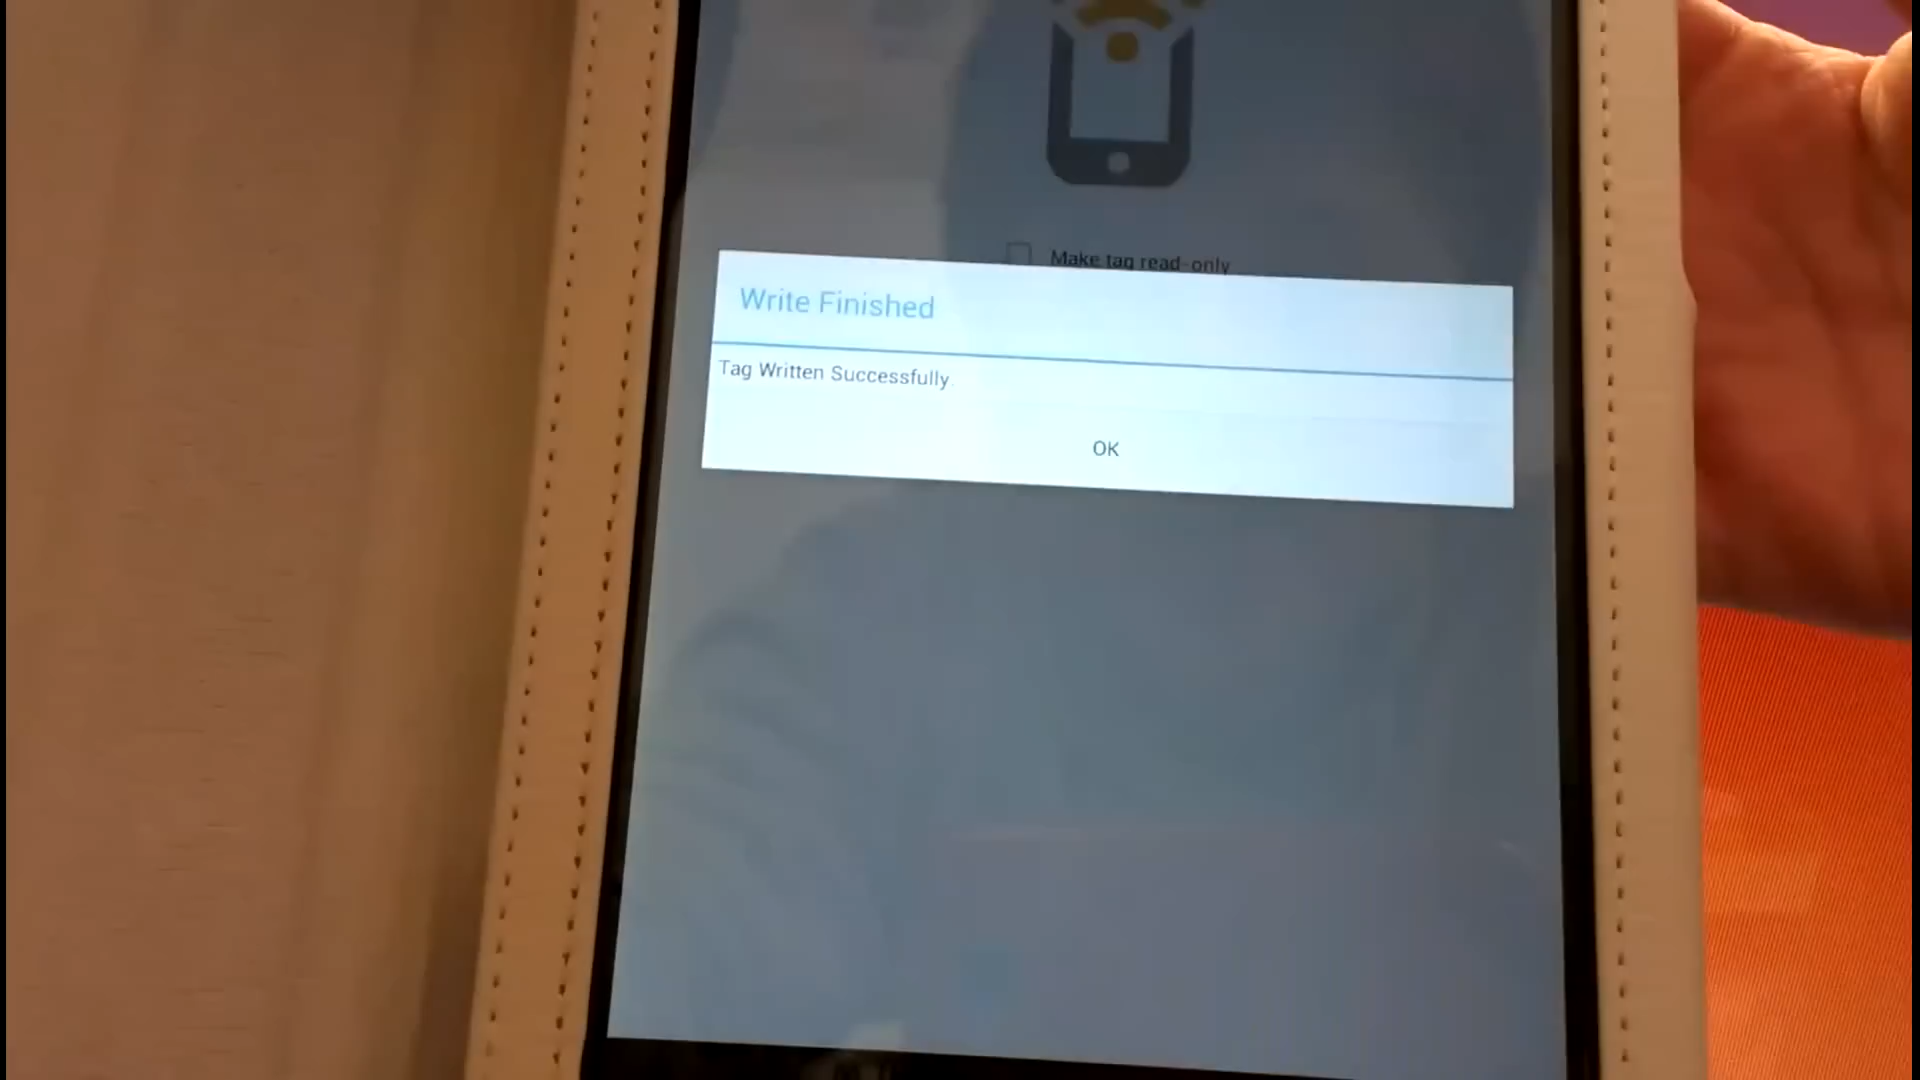 Make tag read-only
Write Finished
Tag Written Successfully.
OK